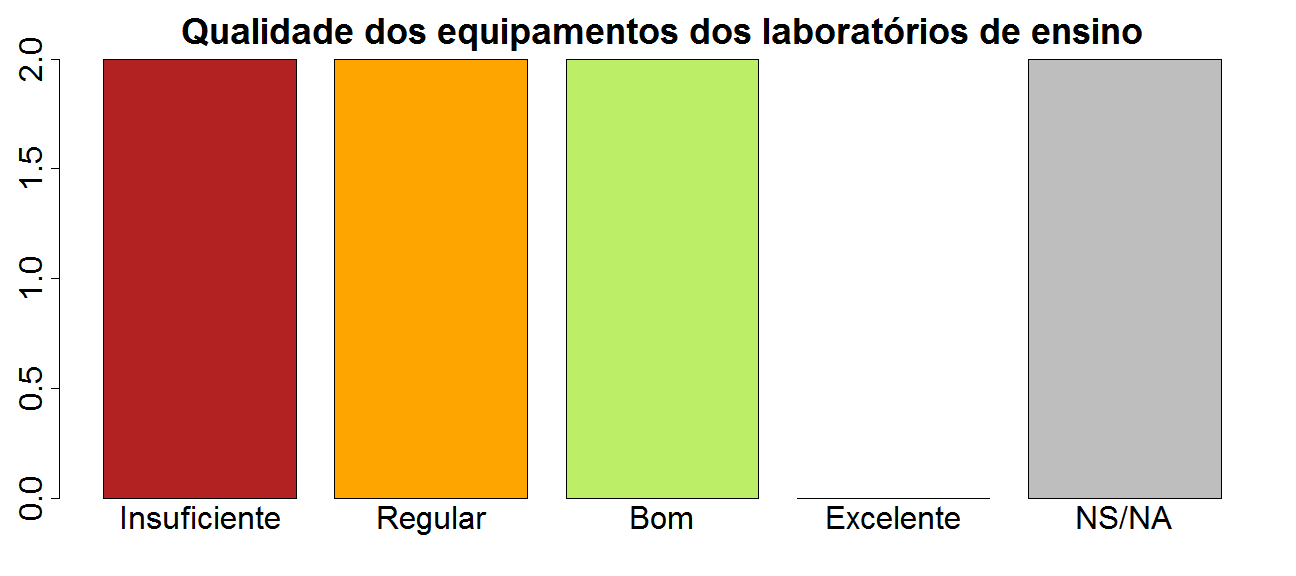 Qualidade dos equipamentos dos laboratórios de ensino
2.0
1.5
1.0
0.5
0.0
Insuficiente Regular Bom Excelente NS/NA